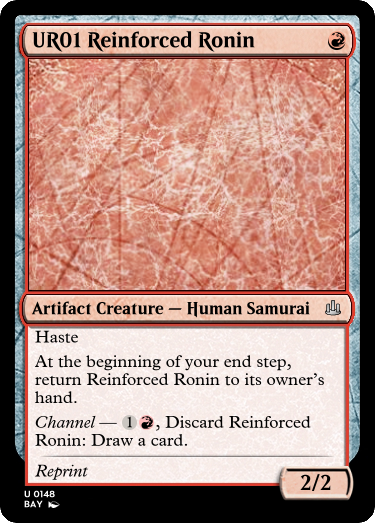 UR01 Reinforced Ronin
Artifact Creature — Human Samurai
Haste
At the beginning of your end step,
return Reinforced Ronin to its owner's
hand.
Channel — 1 , Discard Reinforced
Ronin: Draw a card.
Reprint
2/2
U 0148
BAY